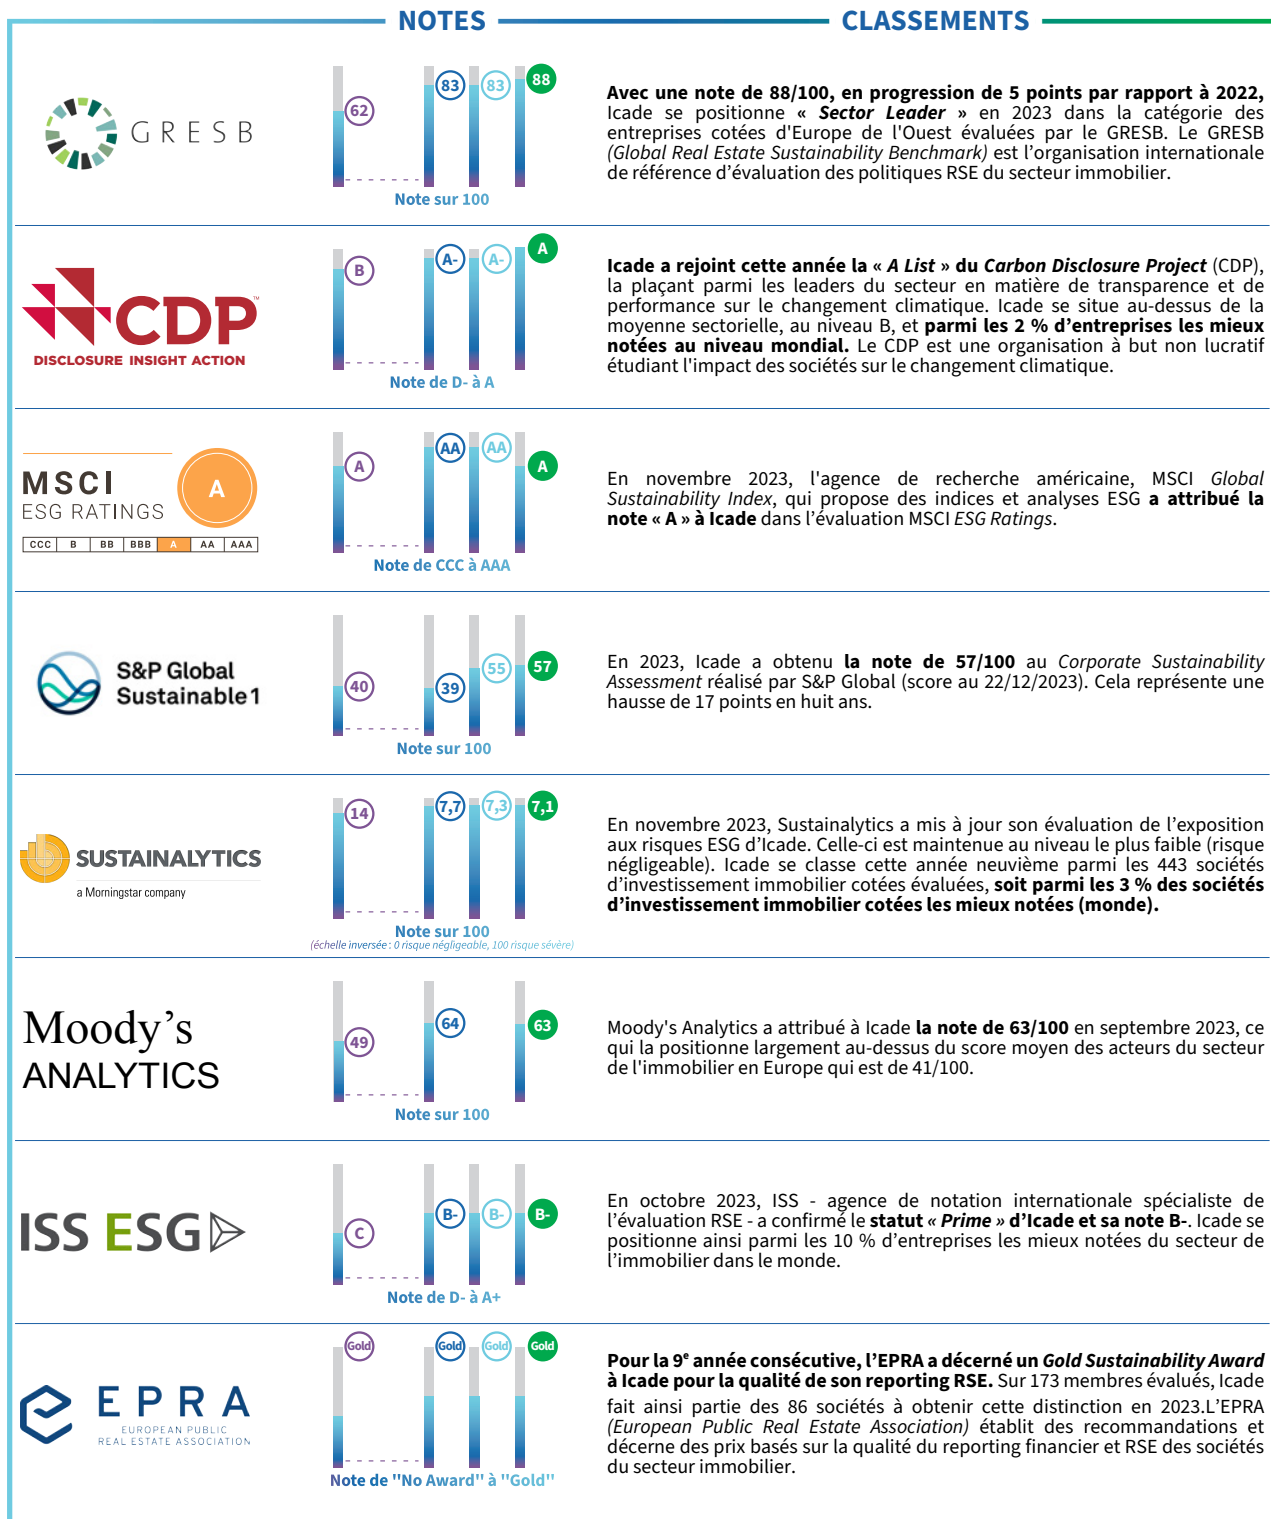 NOTES
CLASSEMENTS
GRESB
62
83
83
88
Note sur 100
Avec une note de 88/100, en progression de 5 points par rapport à 2022,
Icade se positionne « Sector Leader » en 2023 dans la catégorie des
entreprises cotées d'Europe de l'Ouest évaluées par le GRESB. Le GRESB
(Global Real Estate Sustainability Benchmark) est l'organisation internationale
de référence d'évaluation des politiques RSE du secteur immobilier.
CDP™
DISCLOSURE INSIGHT ACTION
B
A-
A-
A
Note de D- à A
Icade a rejoint cette année la « A List » du Carbon Disclosure Project (CDP),
la plaçant parmi les leaders du secteur en matière de transparence et de
performance sur le changement climatique. Icade se situe au-dessus de la
moyenne sectorielle, au niveau B, et parmi les 2 % d'entreprises les mieux
notées au niveau mondial. Le CDP est une organisation à but non lucratif
étudiant l'impact des sociétés sur le changement climatique.
MSCI
ESG RATINGS
A
CCC B BB BBB A AA AAA
A
AA
AA
A
Note de CCC à AAA
En novembre 2023, l'agence de recherche américaine, MSCI Global
Sustainability Index, qui propose des indices et analyses ESG a attribué la
note « A » à Icade dans l'évaluation MSCI ESG Ratings.
S&P Global
Sustainable1
40
39
55
57
Note sur 100
En 2023, Icade a obtenu la note de 57/100 au Corporate Sustainability
Assessment réalisé par S&P Global (score au 22/12/2023). Cela représente une
hausse de 17 points en huit ans.
SUSTAINALYTICS
a Morningstar company
14
7,7
7,3
7,1
Note sur 100
(échelle inversée : 0 risque négligeable, 100 risque sévère)
En novembre 2023, Sustainalytics a mis à jour son évaluation de l'exposition
aux risques ESG d'Icade. Celle-ci est maintenue au niveau le plus faible (risque
négligeable). Icade se classe cette année neuvième parmi les 443 sociétés
d'investissement immobilier cotées évaluées, soit parmi les 3 % des sociétés
d'investissement immobilier cotées les mieux notées (monde).
Moody's
ANALYTICS
49
64
63
Note sur 100
Moody's Analytics a attribué à Icade la note de 63/100 en septembre 2023, ce
qui la positionne largement au-dessus du score moyen des acteurs du secteur
de l'immobilier en Europe qui est de 41/100.
ISS ESG
C
B-
B-
B-
Note de D- à A+
En octobre 2023, ISS - agence de notation internationale spécialiste de
l'évaluation RSE - a confirmé le statut « Prime » d'Icade et sa note B-. Icade se
positionne ainsi parmi les 10 % d'entreprises les mieux notées du secteur de
l'immobilier dans le monde.
EPRA
EUROPEAN PUBLIC
REAL ESTATE ASSOCIATION
Gold
Gold
Gold
Gold
Note de "No Award" à "Gold"
Pour la 9e année consécutive, l'EPRA a décerné un Gold Sustainability Award
à Icade pour la qualité de son reporting RSE. Sur 173 membres évalués, Icade
fait ainsi partie des 86 sociétés à obtenir cette distinction en 2023.L'EPRA
(European Public Real Estate Association) établit des recommandations et
décerne des prix basés sur la qualité du reporting financier et RSE des sociétés
du secteur immobilier.